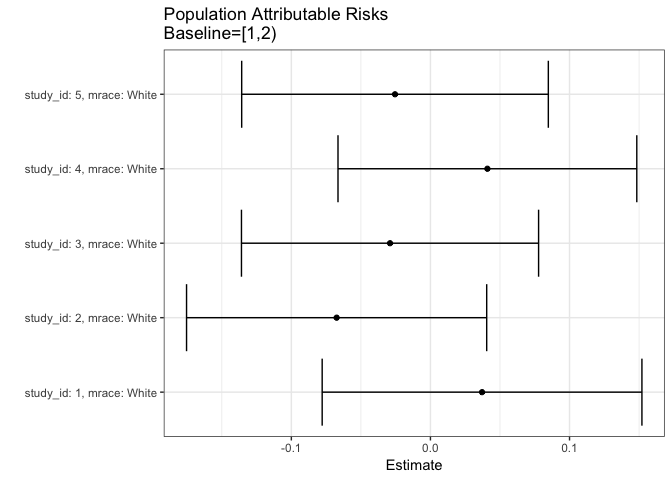 Population Attributable Risks
Baseline=[1,2)
study_id: 5, mrace: White
study_id: 4, mrace: White
study_id: 3, mrace: White
study_id: 2, mrace: White
study_id: 1, mrace: White
-0.1 0.0 0.1
Estimate